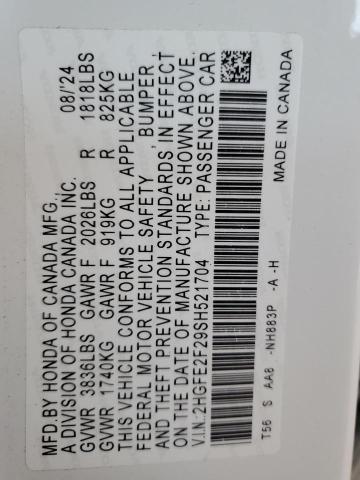 MFD.BY HONDA OF CANADA MFG.,
A DIVISION OF HONDA CANADA INC. 08/'24
GVWR 3836LBS GAWR F 2026LBS R 1818LBS
GVWR 1740KG GAWR F 919KG R 825KG
THIS VEHICLE CONFORMS TO ALL APPLICABLE
FEDERAL MOTOR VEHICLE SAFETY , BUMPER,
AND THEFT PREVENTION STANDARDS IN EFFECT
ON THE DATE OF MANUFACTURE SHOWN ABOVE.
V.I.N.:2HGFE2F29SH521704 TYPE: PASSENGER CAR
T56 S AA8 -NH883P -A -H
MADE IN CANADA